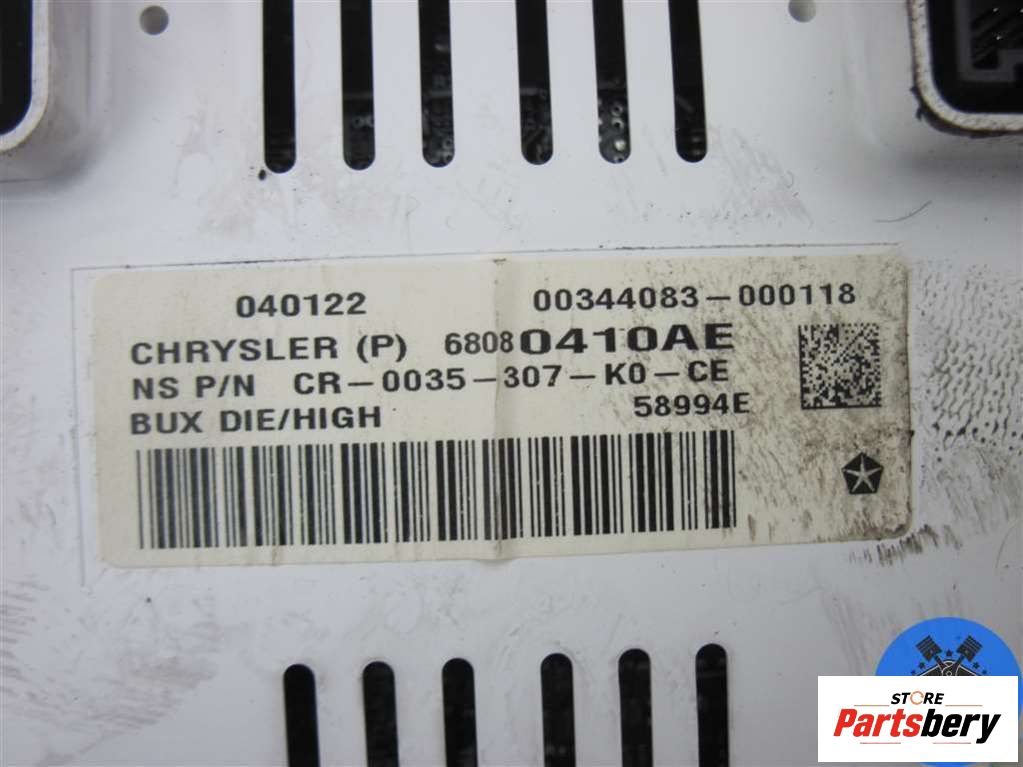 040122 00344083-000118
CHRYSLER (P) 68080410AE
NS P/N CR-0035-307-K0-CE
BUX DIE/HIGH 58994E
STORE
Partsbery